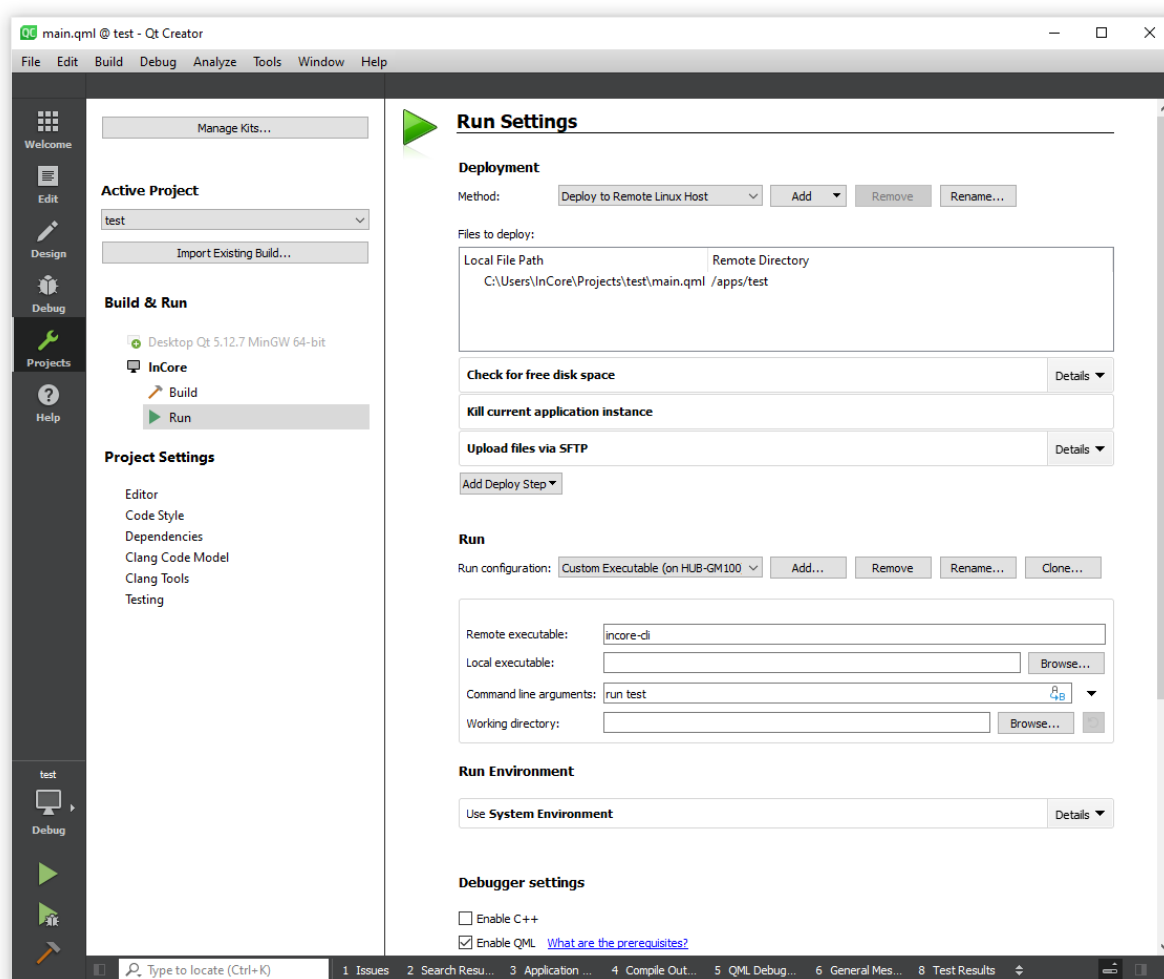 QC main.qml @ test - Qt Creator
File Edit Build Debug Analyze Tools Window Help
Welcome
Edit
Design
Debug
Projects
Help
test
Debug
Manage Kits...
Active Project
test
Import Existing Build...
Build & Run
Desktop Qt 5.12.7 MinGW 64-bit
InCore
Build
Run
Project Settings
Editor
Code Style
Dependencies
Clang Code Model
Clang Tools
Testing
Run Settings
Deployment
Method: Deploy to Remote Linux Host Add Remove Rename...
Files to deploy:
Local File Path Remote Directory
C:\Users\InCore\Projects\test\main.qml /apps/test
Check for free disk space Details
Kill current application instance
Upload files via SFTP Details
Add Deploy Step
Run
Run configuration: Custom Executable (on HUB-GM100 Add... Remove Rename... Clone...
Remote executable: incore-cli
Local executable: Browse...
Command line arguments: run test
Working directory: Browse...
Run Environment
Use System Environment Details
Debugger settings
Enable C++
Enable QML What are the prerequisites?
Type to locate (Ctrl+K) 1 Issues 2 Search Resu... 3 Application ... 4 Compile Out... 5 QML Debug... 6 General Mes... 8 Test Results